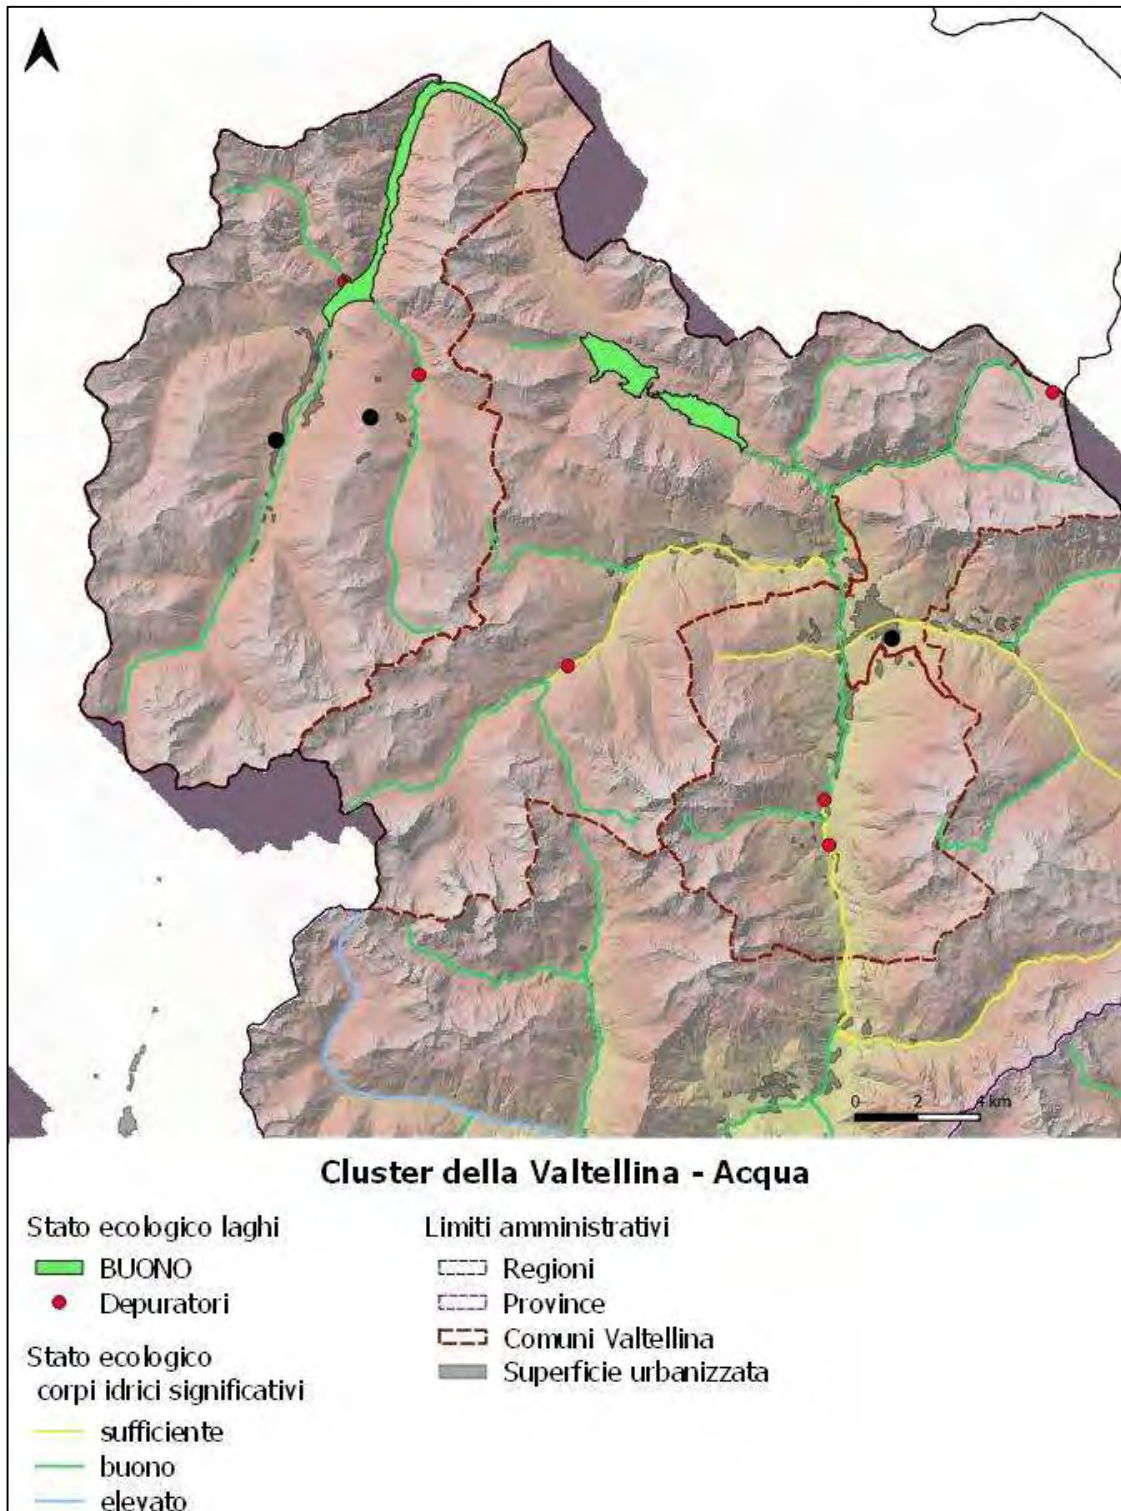 0 2 4 km
Cluster della Valtellina - Acqua
Stato ecologico laghi
BUONO
Depuratori
Stato ecologico
corpi idrici significativi
sufficiente
buono
elevato
Limiti amministrativi
Regioni
Province
Comuni Valtellina
Superficie urbanizzata